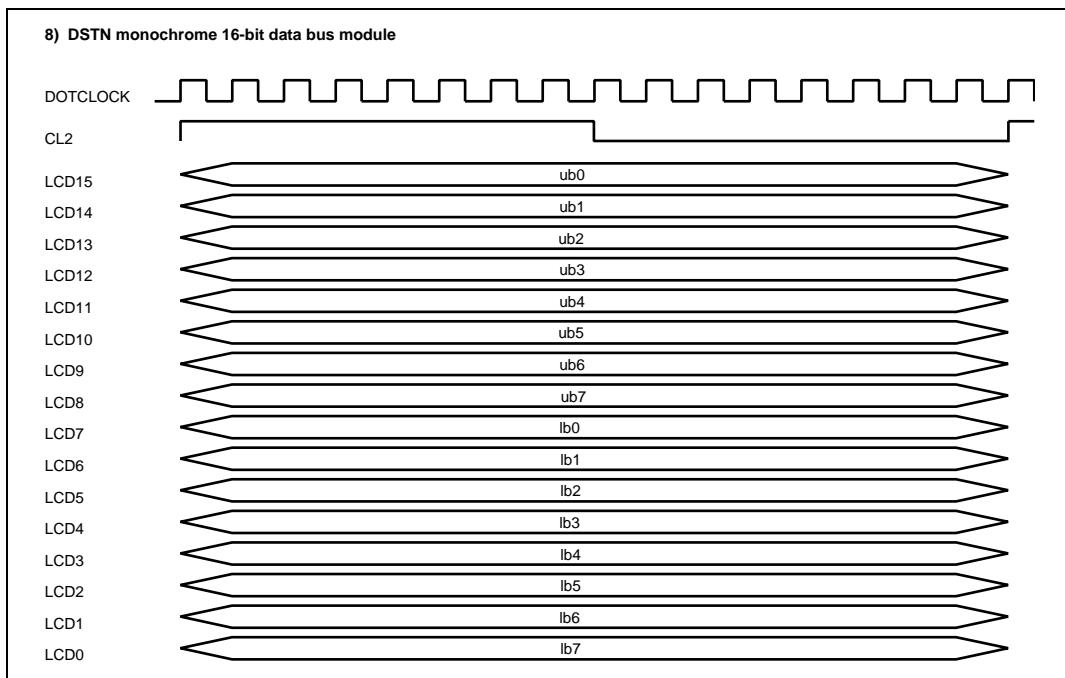 8) DSTN monochrome 16-bit data bus module
DOTCLOCK
CL2
LCD15 ub0
LCD14 ub1
LCD13 ub2
LCD12 ub3
LCD11 ub4
LCD10 ub5
LCD9 ub6
LCD8 ub7
LCD7 lb0
LCD6 lb1
LCD5 lb2
LCD4 lb3
LCD3 lb4
LCD2 lb5
LCD1 lb6
LCD0 lb7